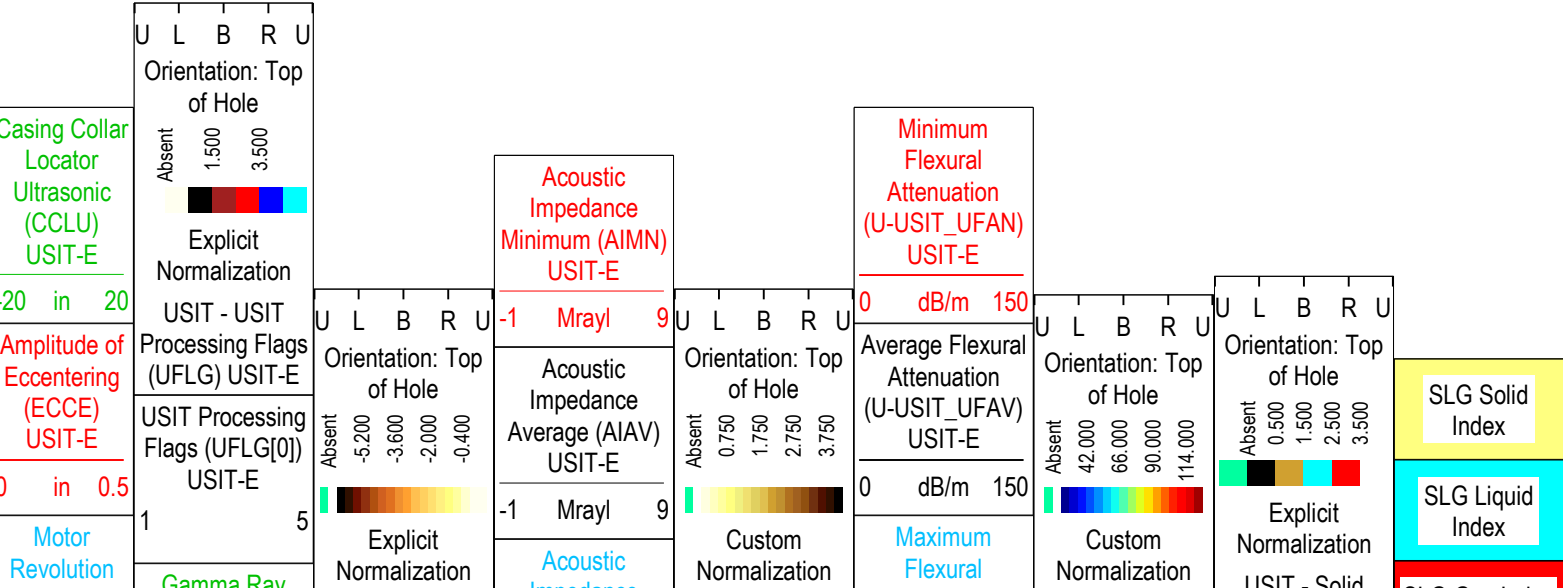 Casing Collar
Locator
Ultrasonic
(CCLU)
USIT-E
-20 in 20
Amplitude of
Eccentering
(ECCE)
USIT-E
0 in 0.5
Motor
Revolution
U L B R U
Orientation: Top
of Hole
Absent 1.500 3.500
Explicit
Normalization
USIT - USIT
Processing Flags
(UFLG) USIT-E
USIT Processing
Flags (UFLG[0])
USIT-E
1 5
Gamma Ray
U L B R U
Orientation: Top
of Hole
Absent -5.200 -3.600 -2.000 -0.400
Explicit
Normalization
Acoustic
Impedance
Minimum (AIMN)
USIT-E
-1 Mrayl 9
Acoustic
Impedance
Average (AIAV)
USIT-E
-1 Mrayl 9
Acoustic
Impedance
U L B R U
Orientation: Top
of Hole
Absent 0.750 1.750 2.750 3.750
Custom
Normalization
Minimum
Flexural
Attenuation
(U-USIT_UFAN)
USIT-E
0 dB/m 150
Average Flexural
Attenuation
(U-USIT_UFAV)
USIT-E
0 dB/m 150
Maximum
Flexural
U L B R U
Orientation: Top
of Hole
Absent 42.000 66.000 90.000 114.000
Custom
Normalization
U L B R U
Orientation: Top
of Hole
Absent 0.500 1.500 2.500 3.500
Explicit
Normalization
USIT - Solid
SLG Solid
Index
SLG Liquid
Index